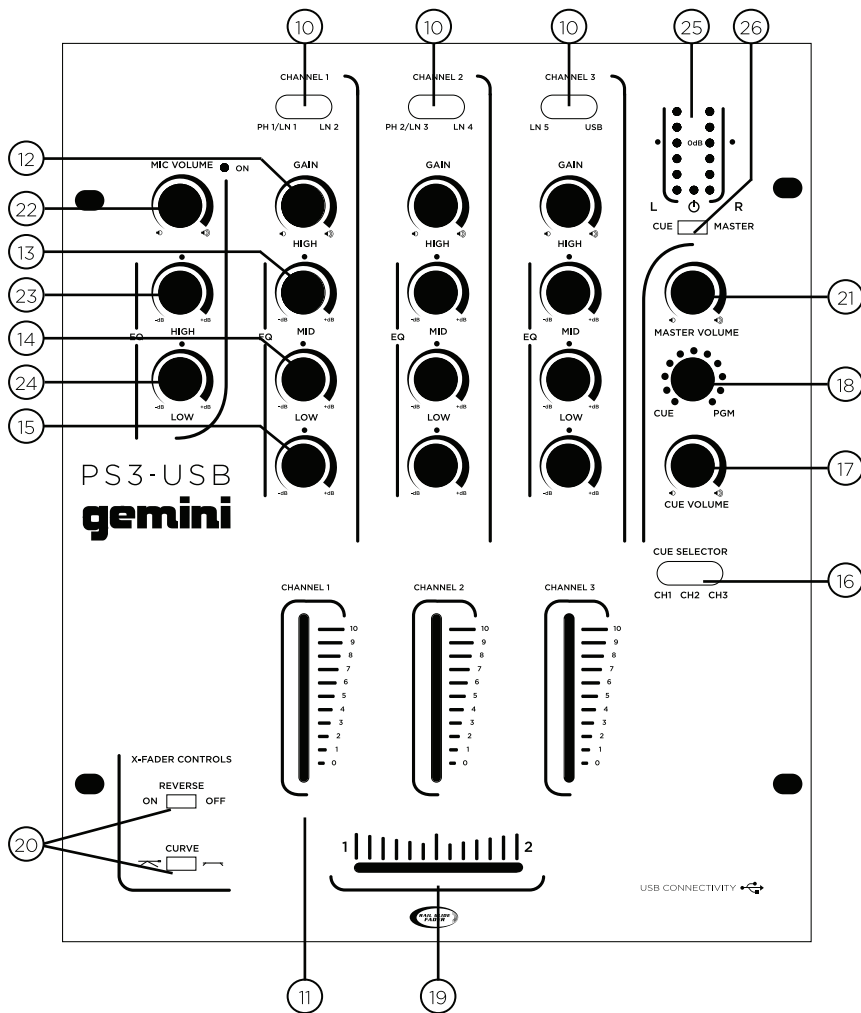 10 10 10 25 26
CHANNEL 1 CHANNEL 2 CHANNEL 3
PH 1/LN 1 LN 2 PH 2/LN 3 LN 4 LN 5 USB
0dB
12
MIC VOLUME ON GAIN GAIN GAIN
22
L R
CUE MASTER
13
HIGH HIGH HIGH
23
21
-dB +dB -dB +dB -dB +dB -dB +dB
HIGH MID MID MID MASTER VOLUME
EQ EQ EQ EQ
14
24
18
-dB +dB -dB +dB -dB +dB -dB +dB
CUE PGM
LOW LOW LOW LOW
15
17
PS3-USB
-dB +dB -dB +dB -dB +dB
CUE VOLUME
gemini
CUE SELECTOR
16
CH1 CH2 CH3
CHANNEL 1 CHANNEL 2 CHANNEL 3
10 10 10
9 9 9
8 8 8
7 7 7
6 6 6
5 5 5
4 4 4
3 3 3
2 2 2
1 1 1
0 0 0
X-FADER CONTROLS
REVERSE
ON OFF
20
CURVE
1 2
USB CONNECTIVITY
RAIL GLIDE
FADER
11 19